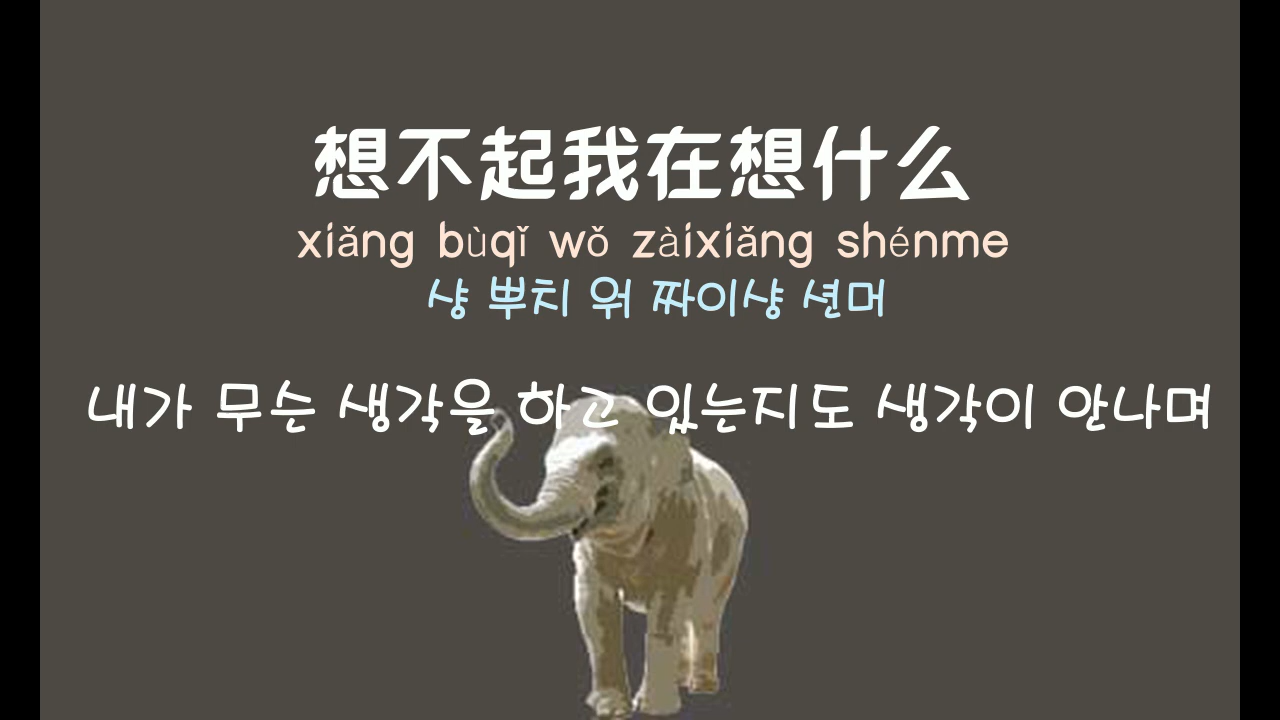 想不起我在想什么
xiǎng bùqǐ wǒ zàixiǎng shénme
샹 뿌치 워 짜이샹 션머
내가 무슨 생각을 하고 있는지도 생각이 안나며